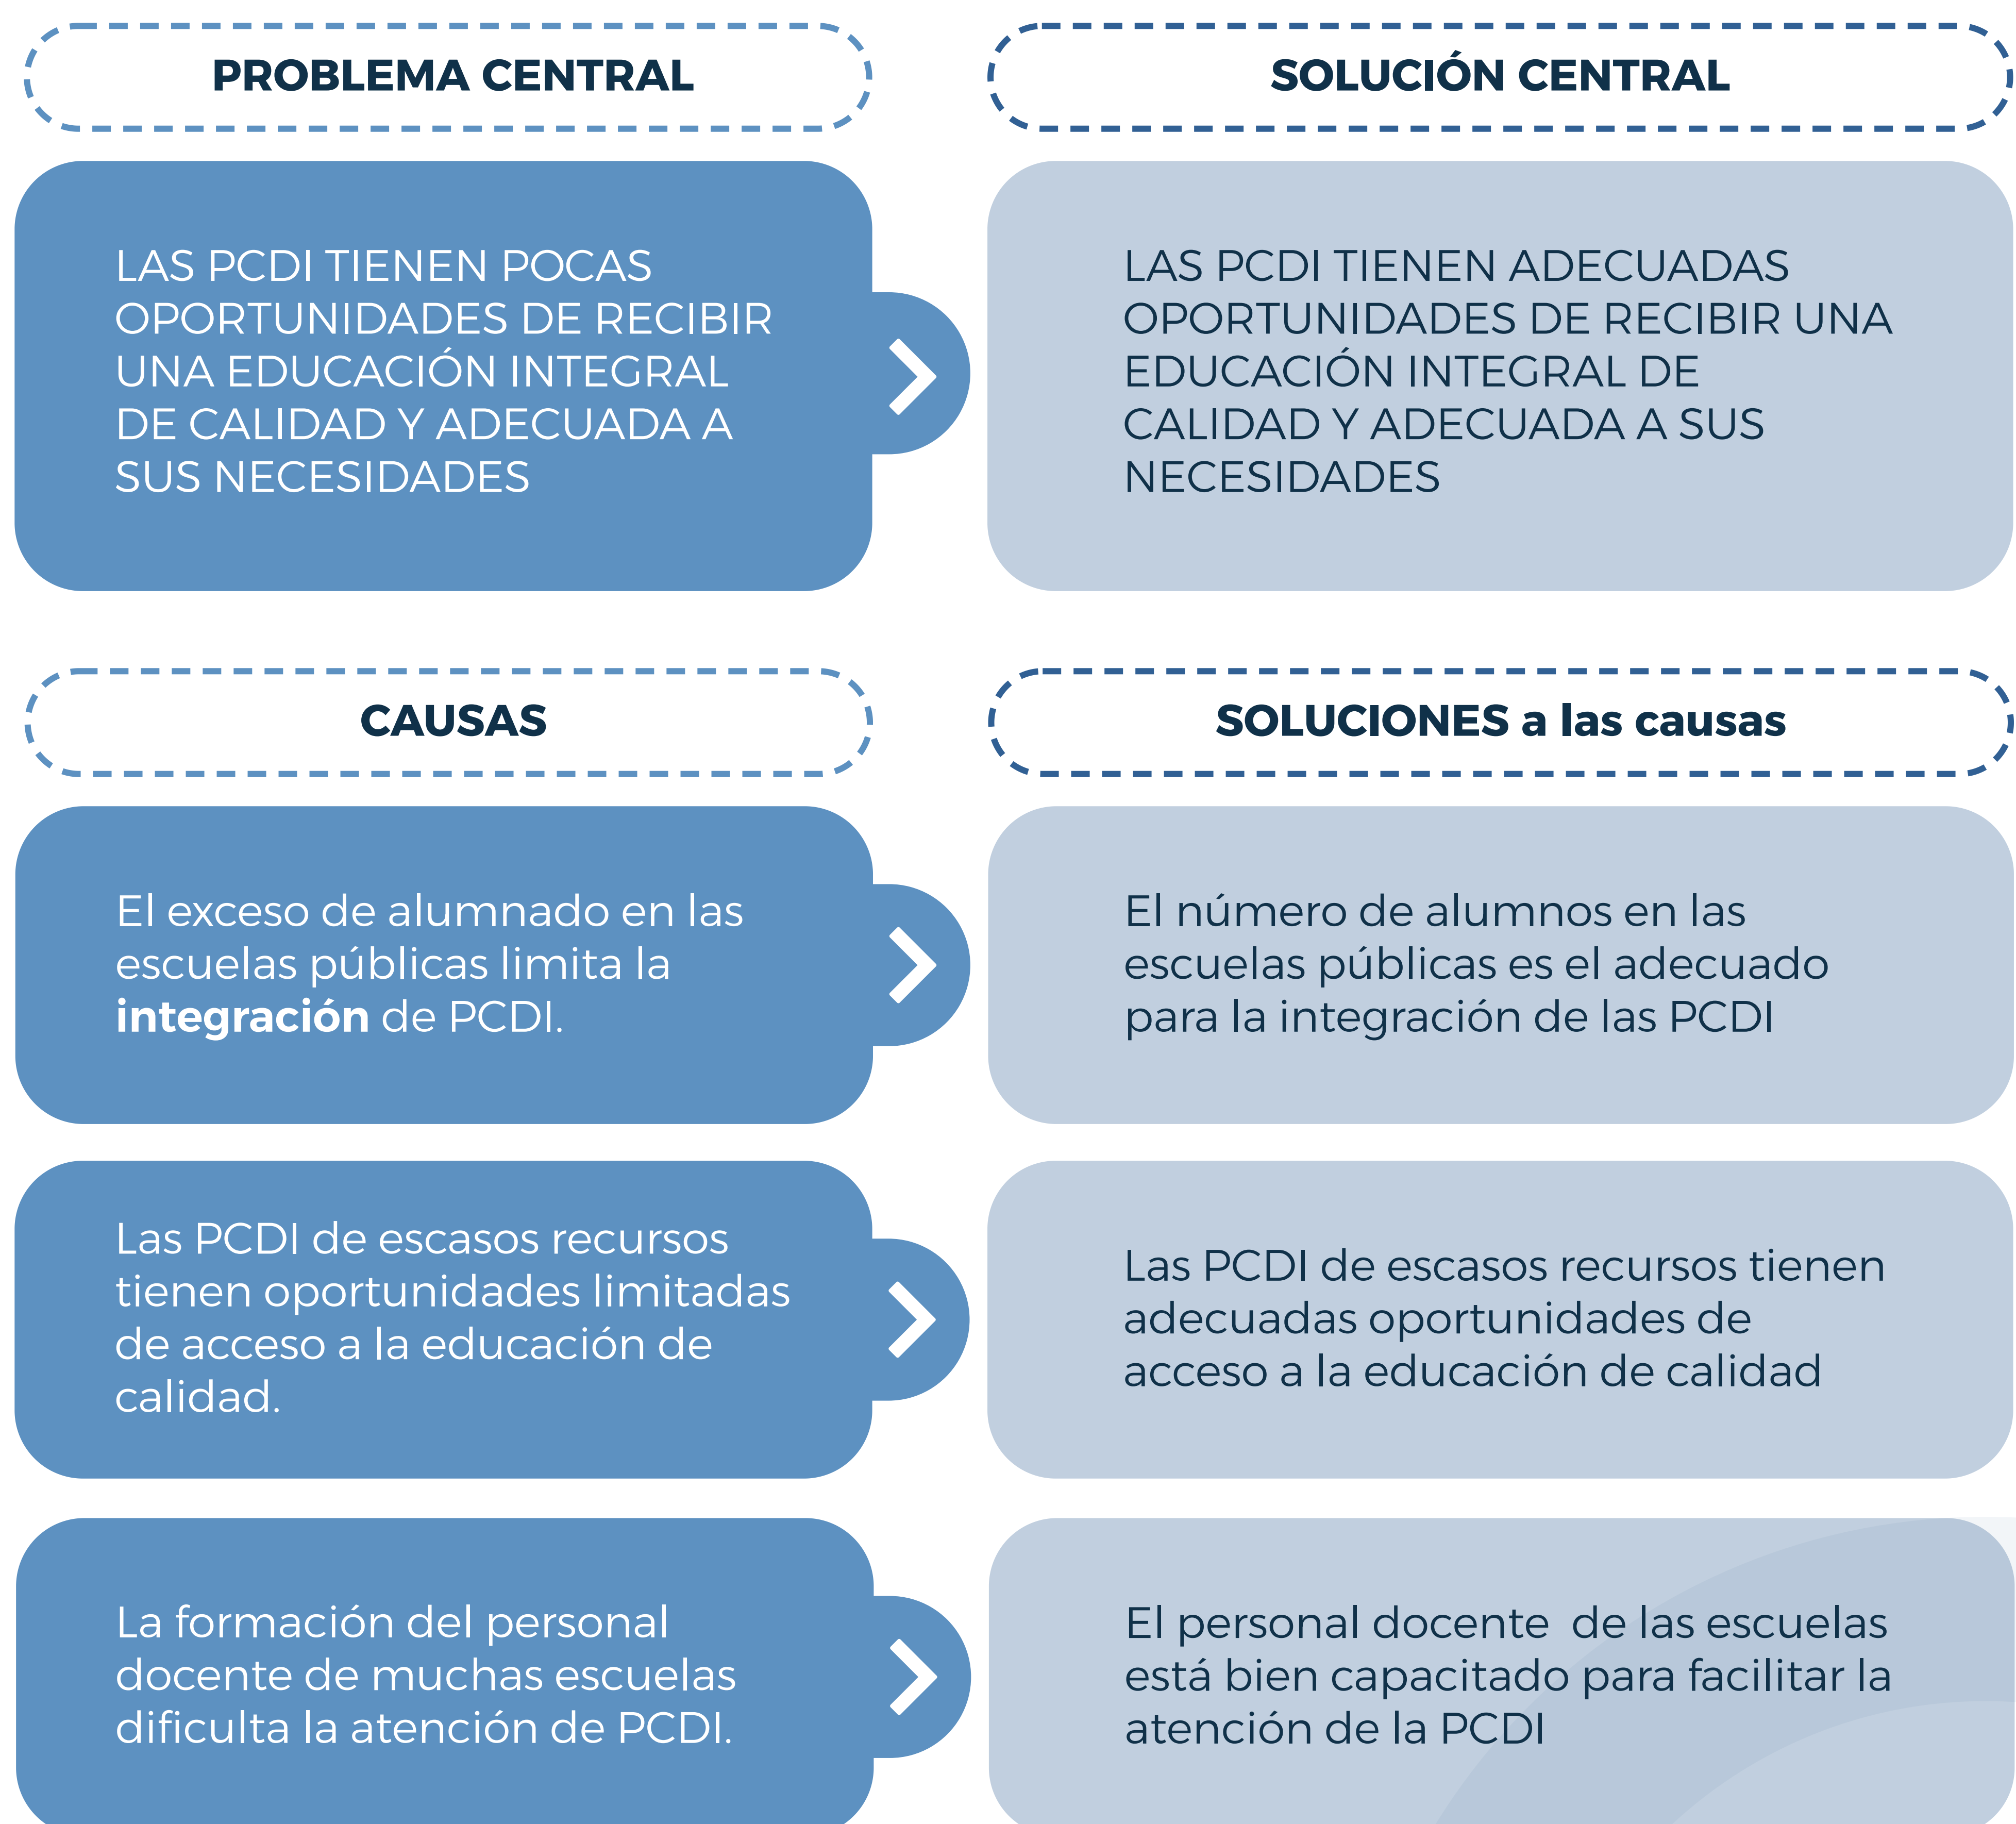 PROBLEMA CENTRAL
SOLUCIÓN CENTRAL
LAS PCDI TIENEN POCAS
OPORTUNIDADES DE RECIBIR
UNA EDUCACIÓN INTEGRAL
DE CALIDAD Y ADECUADA A
SUS NECESIDADES
LAS PCDI TIENEN ADECUADAS
OPORTUNIDADES DE RECIBIR UNA
EDUCACIÓN INTEGRAL DE
CALIDAD Y ADECUADA A SUS
NECESIDADES
CAUSAS
SOLUCIONES a las causas
El exceso de alumnado en las
escuelas públicas limita la
integración de PCDI.
El número de alumnos en las
escuelas públicas es el adecuado
para la integración de las PCDI
Las PCDI de escasos recursos
tienen oportunidades limitadas
de acceso a la educación de
calidad.
Las PCDI de escasos recursos tienen
adecuadas oportunidades de
acceso a la educación de calidad
La formación del personal
docente de muchas escuelas
dificulta la atención de PCDI.
El personal docente  de las escuelas
está bien capacitado para facilitar la
atención de la PCDI